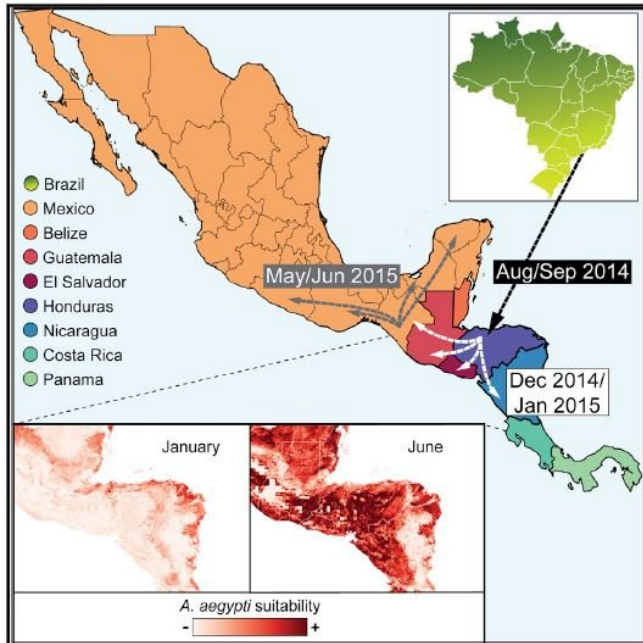 Brazil
Mexico
Belize
Guatemala
El Salvador
Honduras
Nicaragua
Costa Rica
Panama
May/Jun 2015
Aug/Sep 2014
Dec 2014/
Jan 2015
January
June
A. aegypti suitability
- +